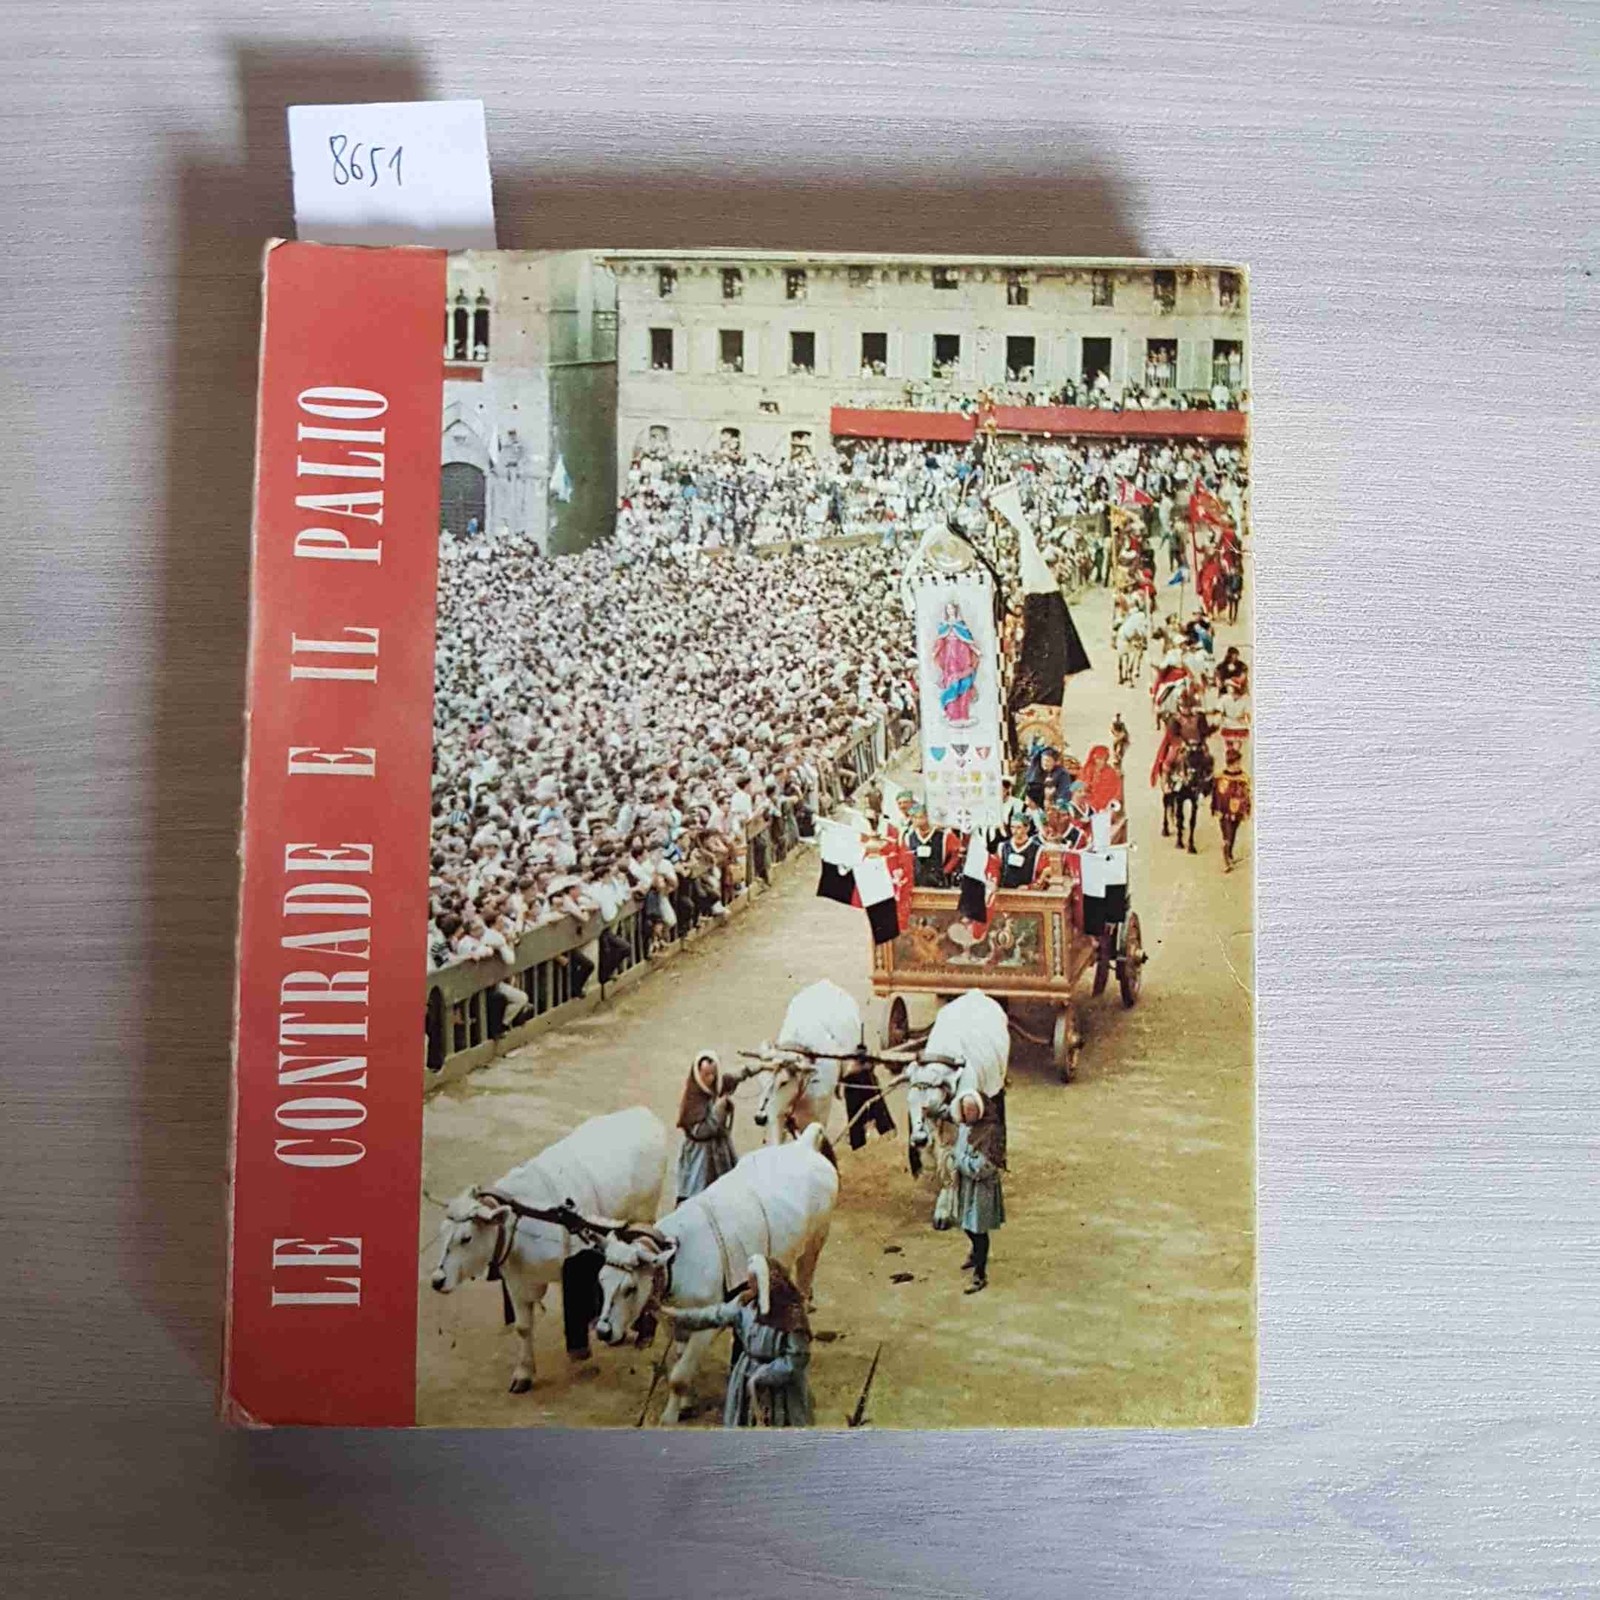 8651
LE CONTRADE E IL PALIO